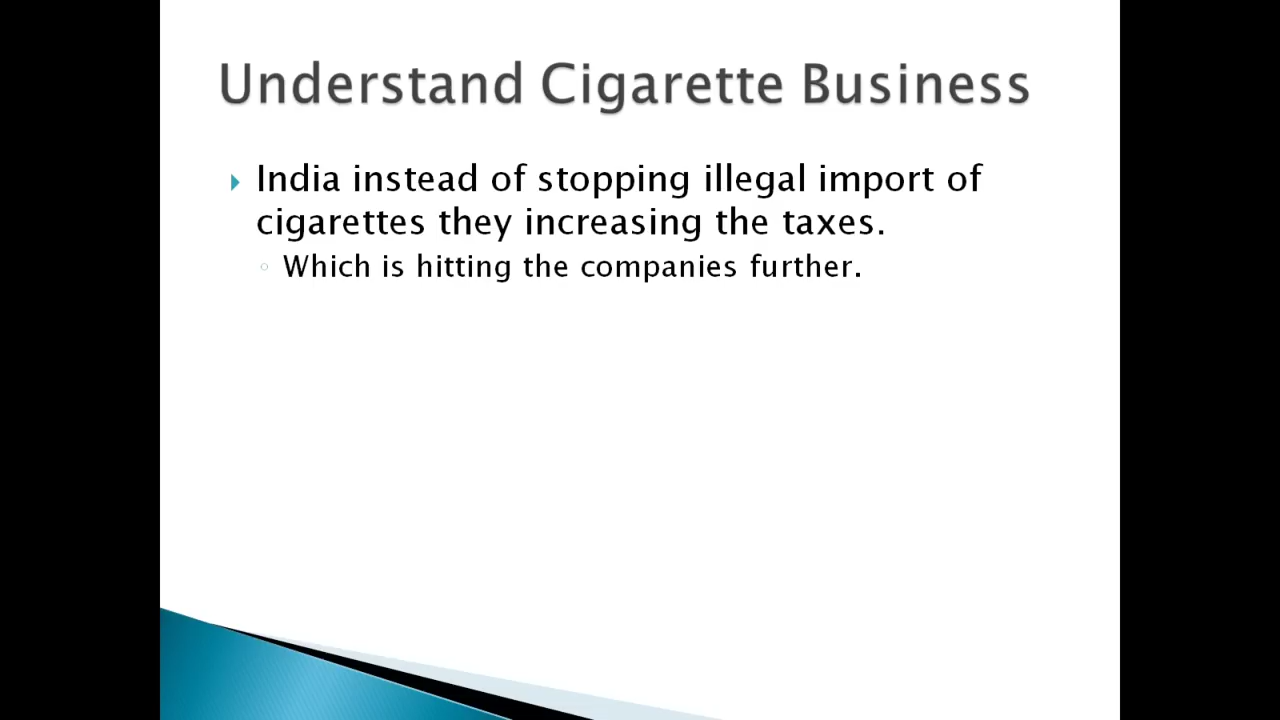 Understand Cigarette Business
India instead of stopping illegal import of
cigarettes they increasing the taxes.
Which is hitting the companies further.